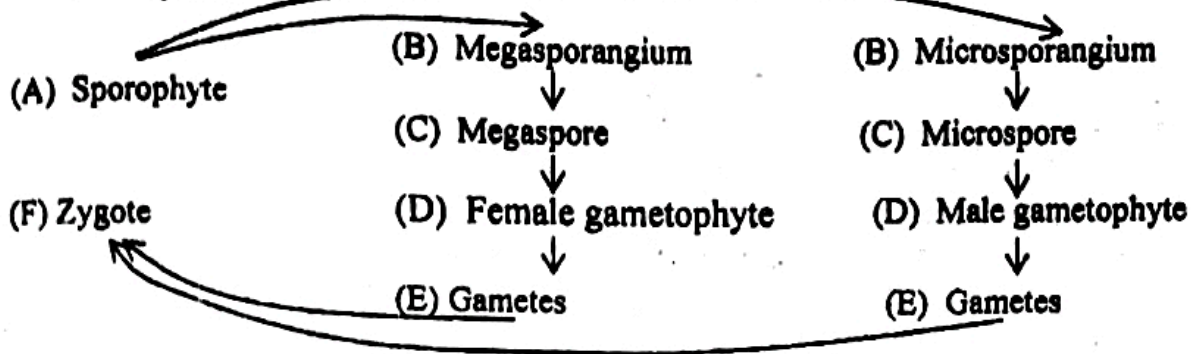 (B) Megasporangium (B) Microsporangium
(A) Sporophyte
(C) Megaspore (C) Microspore
(F) Zygote (D) Female gametophyte (D) Male gametophyte
(E) Gametes (E) Gametes